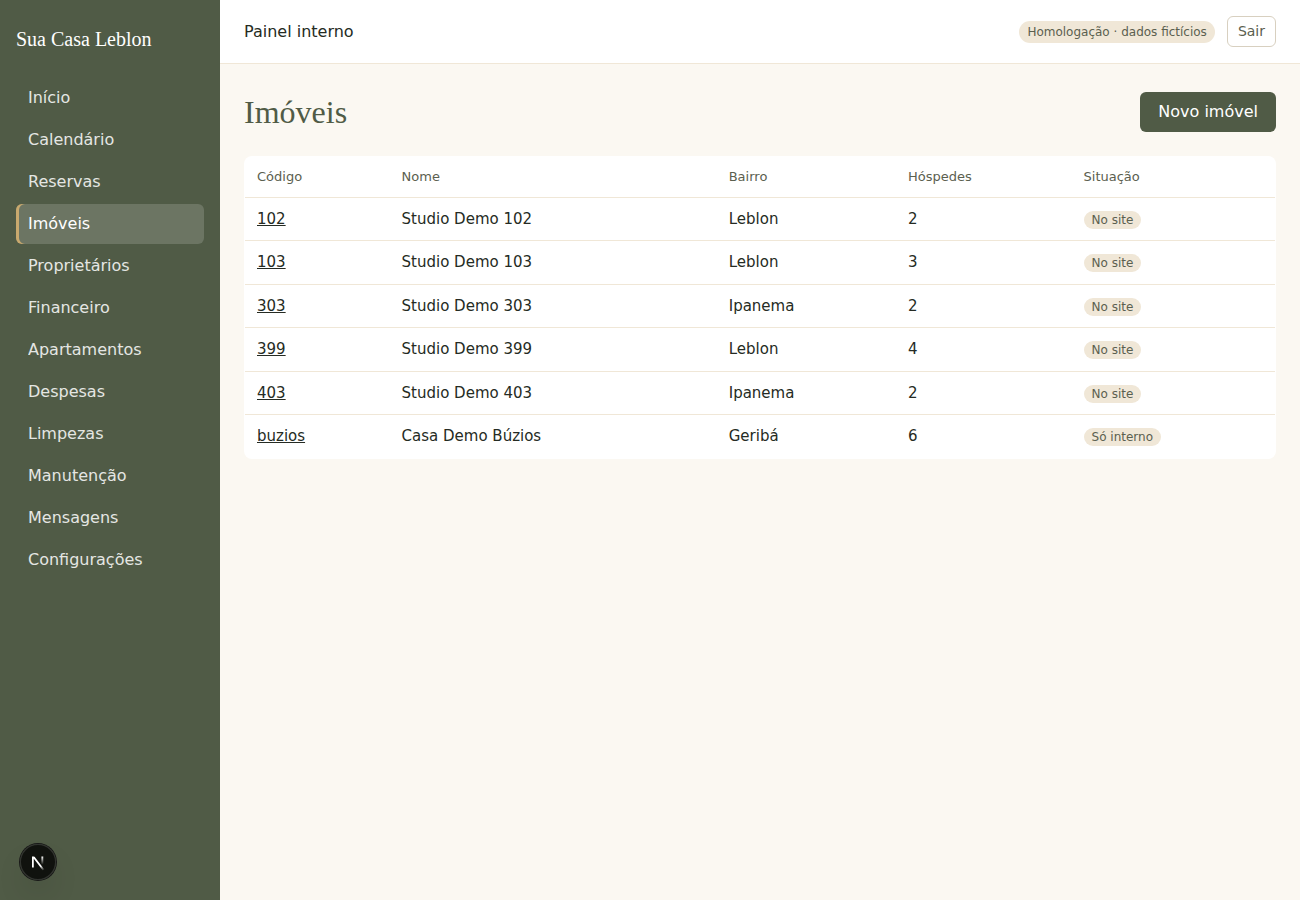 Sua Casa Leblon
Início
Calendário
Reservas
Imóveis
Proprietários
Financeiro
Apartamentos
Despesas
Limpezas
Manutenção
Mensagens
Configurações
N
Painel interno
Homologação · dados fictícios
Sair
Imóveis
Novo imóvel
Código Nome Bairro Hóspedes Situação
102 Studio Demo 102 Leblon 2 No site
103 Studio Demo 103 Leblon 3 No site
303 Studio Demo 303 Ipanema 2 No site
399 Studio Demo 399 Leblon 4 No site
403 Studio Demo 403 Ipanema 2 No site
buzios Casa Demo Búzios Geribá 6 Só interno